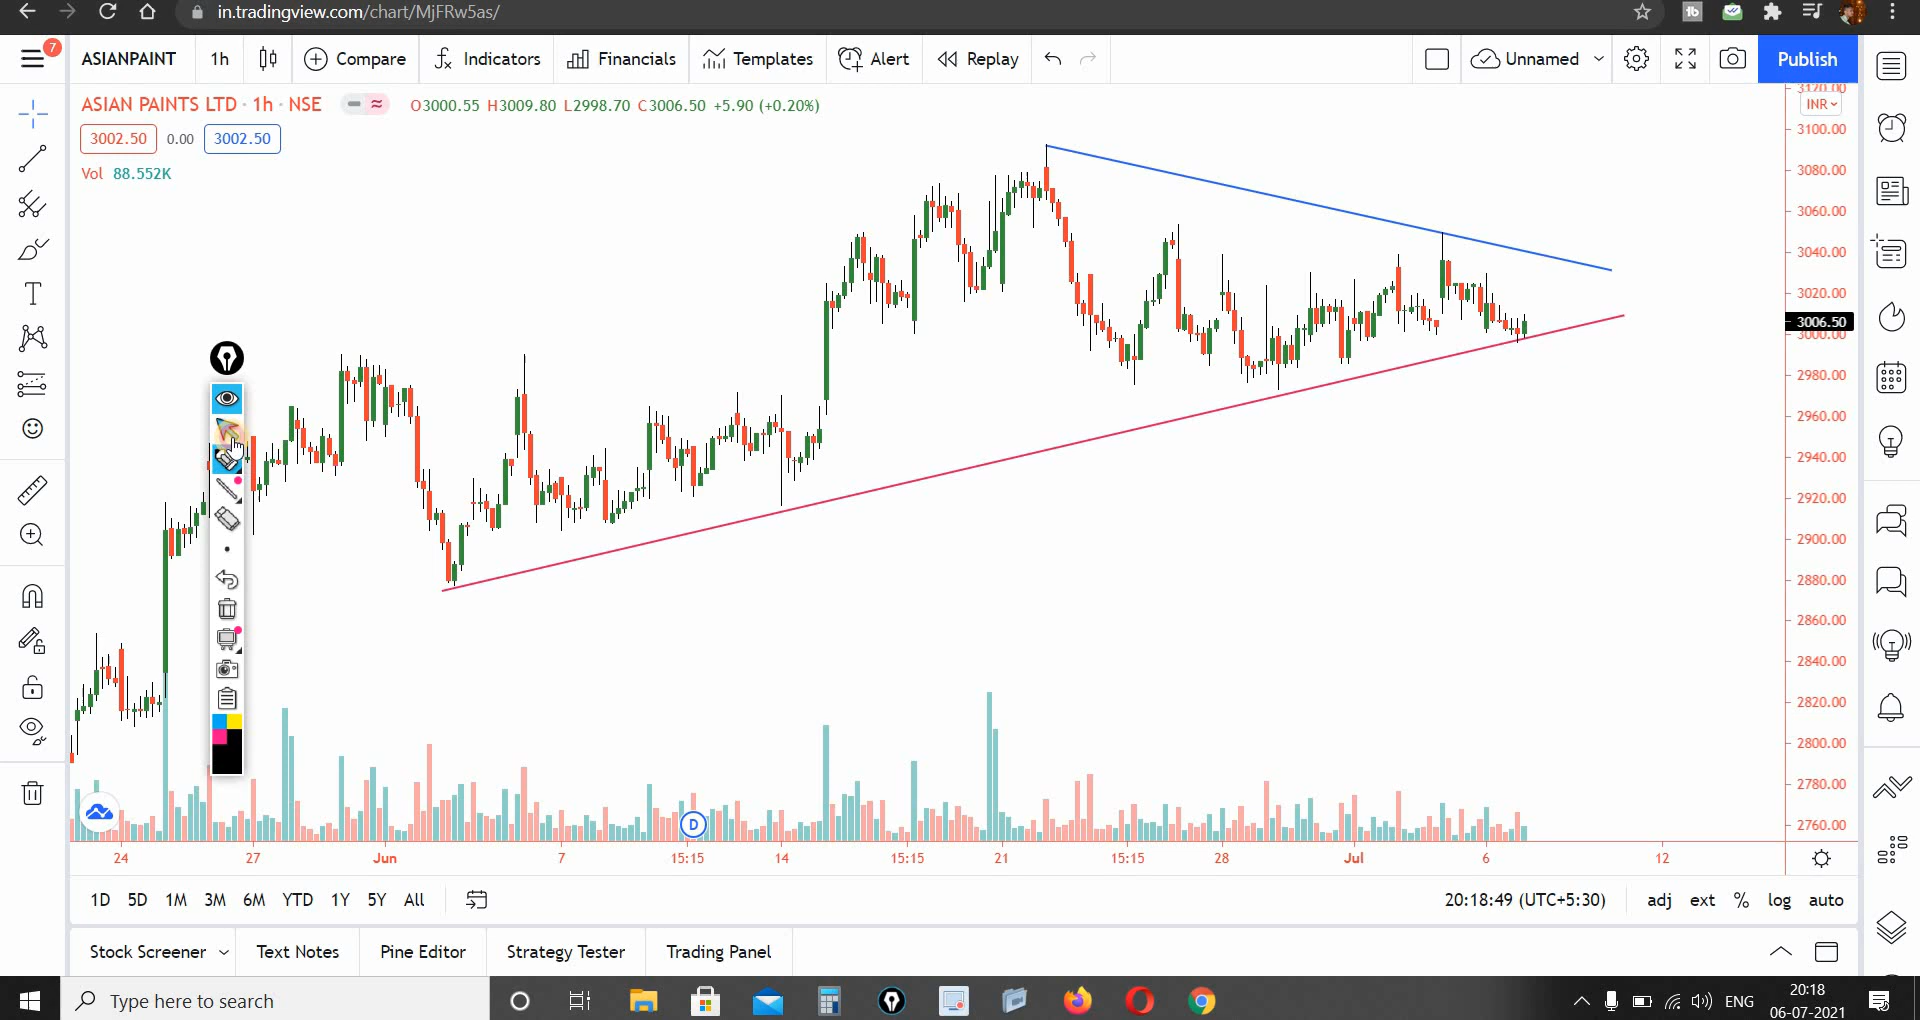 in.tradingview.com/chart/MjFRw5as/
7
ASIANPAINT 1h Compare Indicators Financials Templates Alert Replay Unnamed Publish
ASIAN PAINTS LTD · 1h · NSE O3000.55 H3009.80 L2998.70 C3006.50 +5.90 (+0.20%)
3002.50 0.00 3002.50
Vol 88.552K
3120.00
INR
3100.00
3080.00
3060.00
3040.00
3020.00
3006.50
3000.00
2980.00
2960.00
2940.00
2920.00
2900.00
2880.00
2860.00
2840.00
2820.00
2800.00
2780.00
2760.00
D
24 27 Jun 7 15:15 14 15:15 21 15:15 28 Jul 6 12
1D 5D 1M 3M 6M YTD 1Y 5Y All 20:18:49 (UTC+5:30) adj ext % log auto
Stock Screener Text Notes Pine Editor Strategy Tester Trading Panel
Type here to search ENG 20:18
06-07-2021